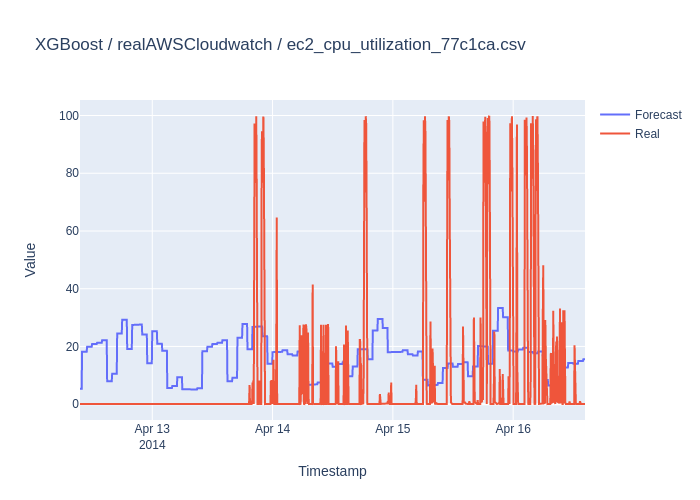 XGBoost / realAWSCloudwatch / ec2_cpu_utilization_77c1ca.csv
100
80
60
40
20
0
Value
Apr 13
2014
Apr 14
Apr 15
Apr 16
Timestamp
Forecast
Real